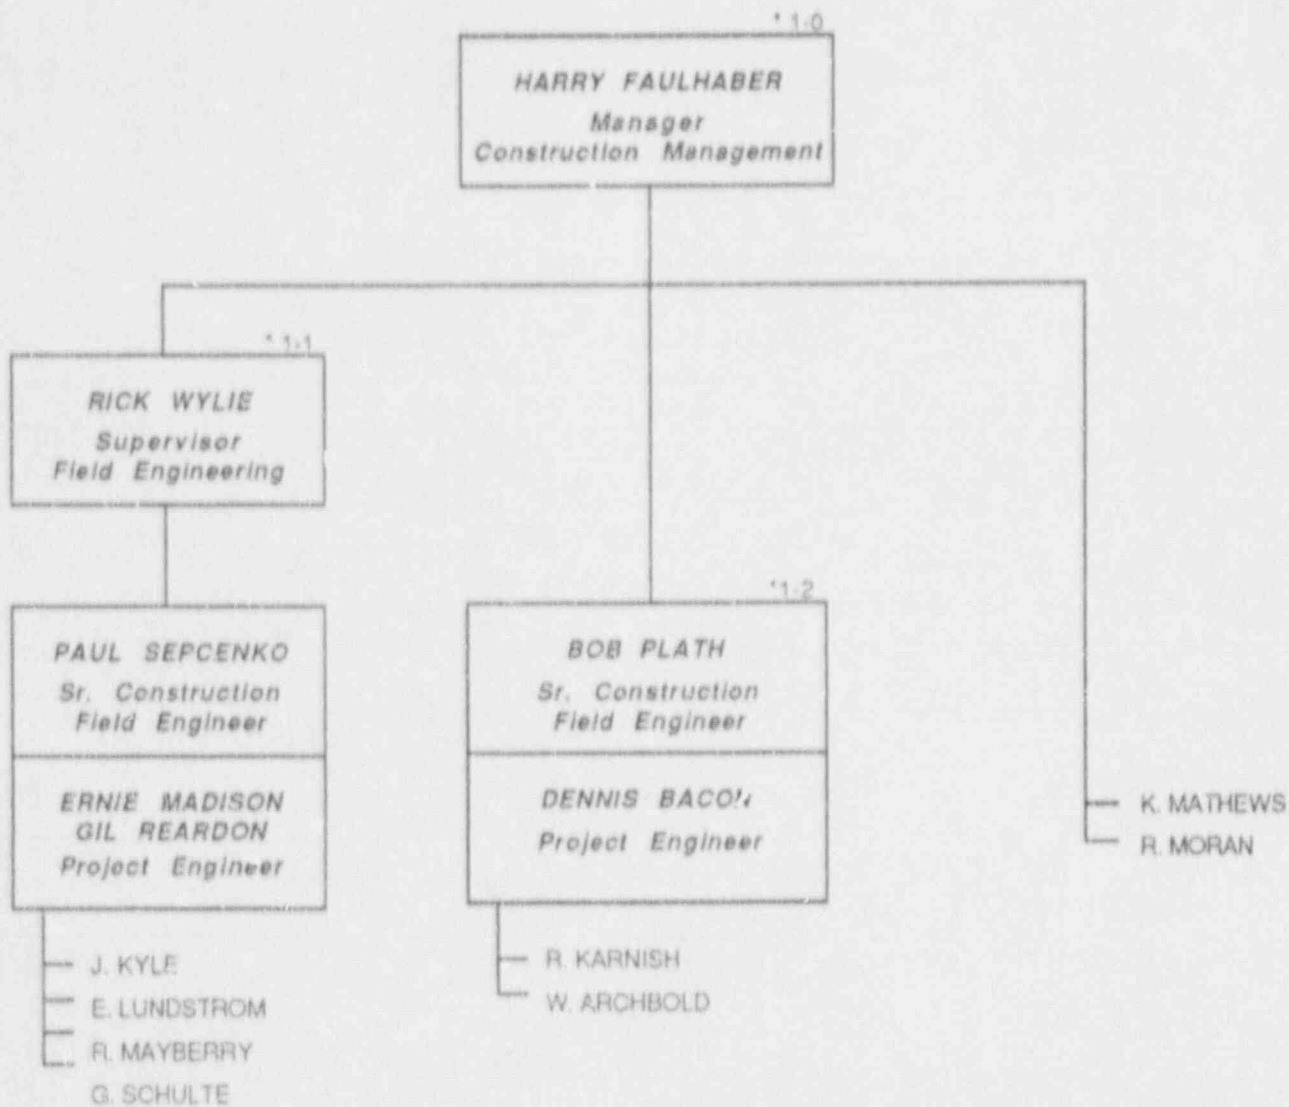 * 1-0
HARRY FAULHABER
Manager
Construction Management
* 1-1
RICK WYLIE
Supervisor
Field Engineering
PAUL SEPCENKO
Sr. Construction
Field Engineer
ERNIE MADISON
GIL REARDON
Project Engineer
J. KYLE
E. LUNDSTROM
R. MAYBERRY
G. SCHULTE
*1-2
BOB PLATH
Sr. Construction
Field Engineer
DENNIS BACON
Project Engineer
R. KARNISH
W. ARCHBOLD
K. MATHEWS
R. MORAN